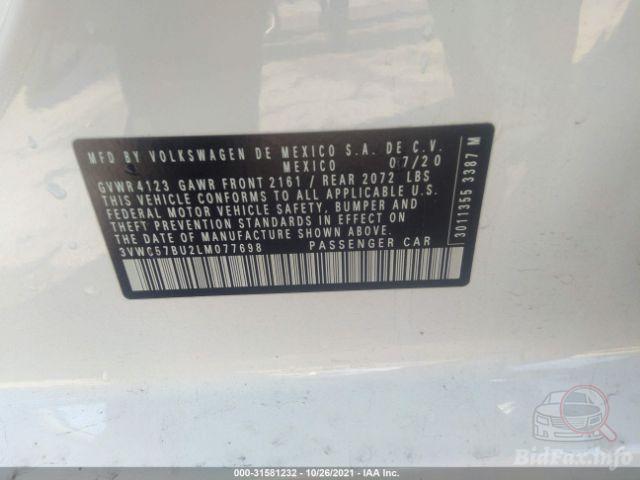 MFD BY VOLKSWAGEN DE MEXICO S.A. DE C.V.
MEXICO 07/20
GVWR 4123 GAWR FRONT 2161 / REAR 2072 LBS
THIS VEHICLE CONFORMS TO ALL APPLICABLE U.S.
FEDERAL MOTOR VEHICLE SAFETY, BUMPER AND
THEFT PREVENTION STANDARDS IN EFFECT ON
THE DATE OF MANUFACTURE SHOWN ABOVE.
3VWC57BU2LM077698 PASSENGER CAR
3011355 3387 M
BidFax.Info
000-31581232 - 10/26/2021 - IAA Inc.